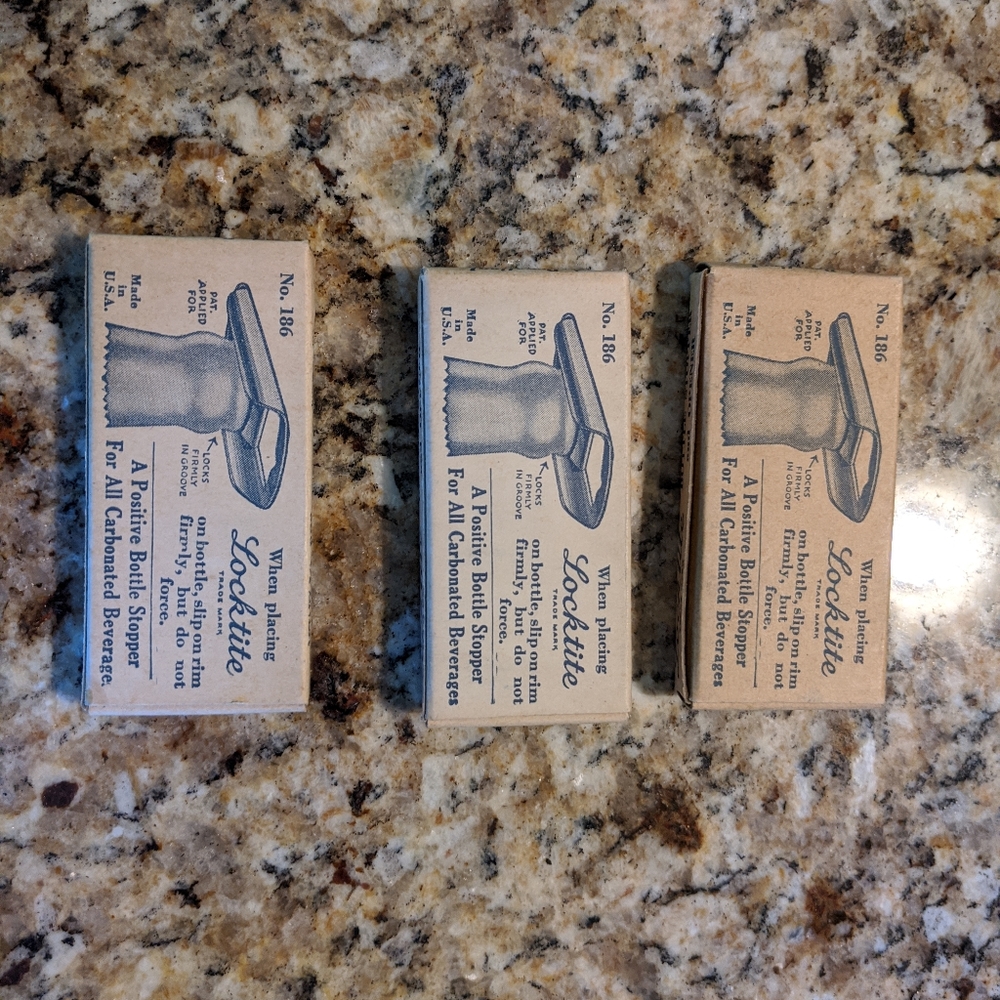 No. 186
PAT.
APPLIED
FOR
Made
in
U.S.A.
LOCKS
FIRMLY
IN GROOVE
When placing
Locktite
TRADE MARK
on bottle, slip on rim
firmly, but do not
force.
A Positive Bottle Stopper
For All Carbonated Beverage.
No. 186
PAT.
APPLIED
FOR
Made
in
U.S.A.
LOCKS
FIRMLY
IN GROOVE
When placing
Locktite
TRADE MARK
on bottle, slip on rim
firmly, but do not
force.
A Positive Bottle Stopper
For All Carbonated Beverages
No. 186
PAT.
APPLIED
FOR
Made
in
U.S.A.
LOCKS
FIRMLY
IN GROOVE
When placing
Locktite
TRADE MARK
on bottle, slip on rim
firmly, but do not
force.
A Positive Bottle Stopper
For All Carbonated Beverages